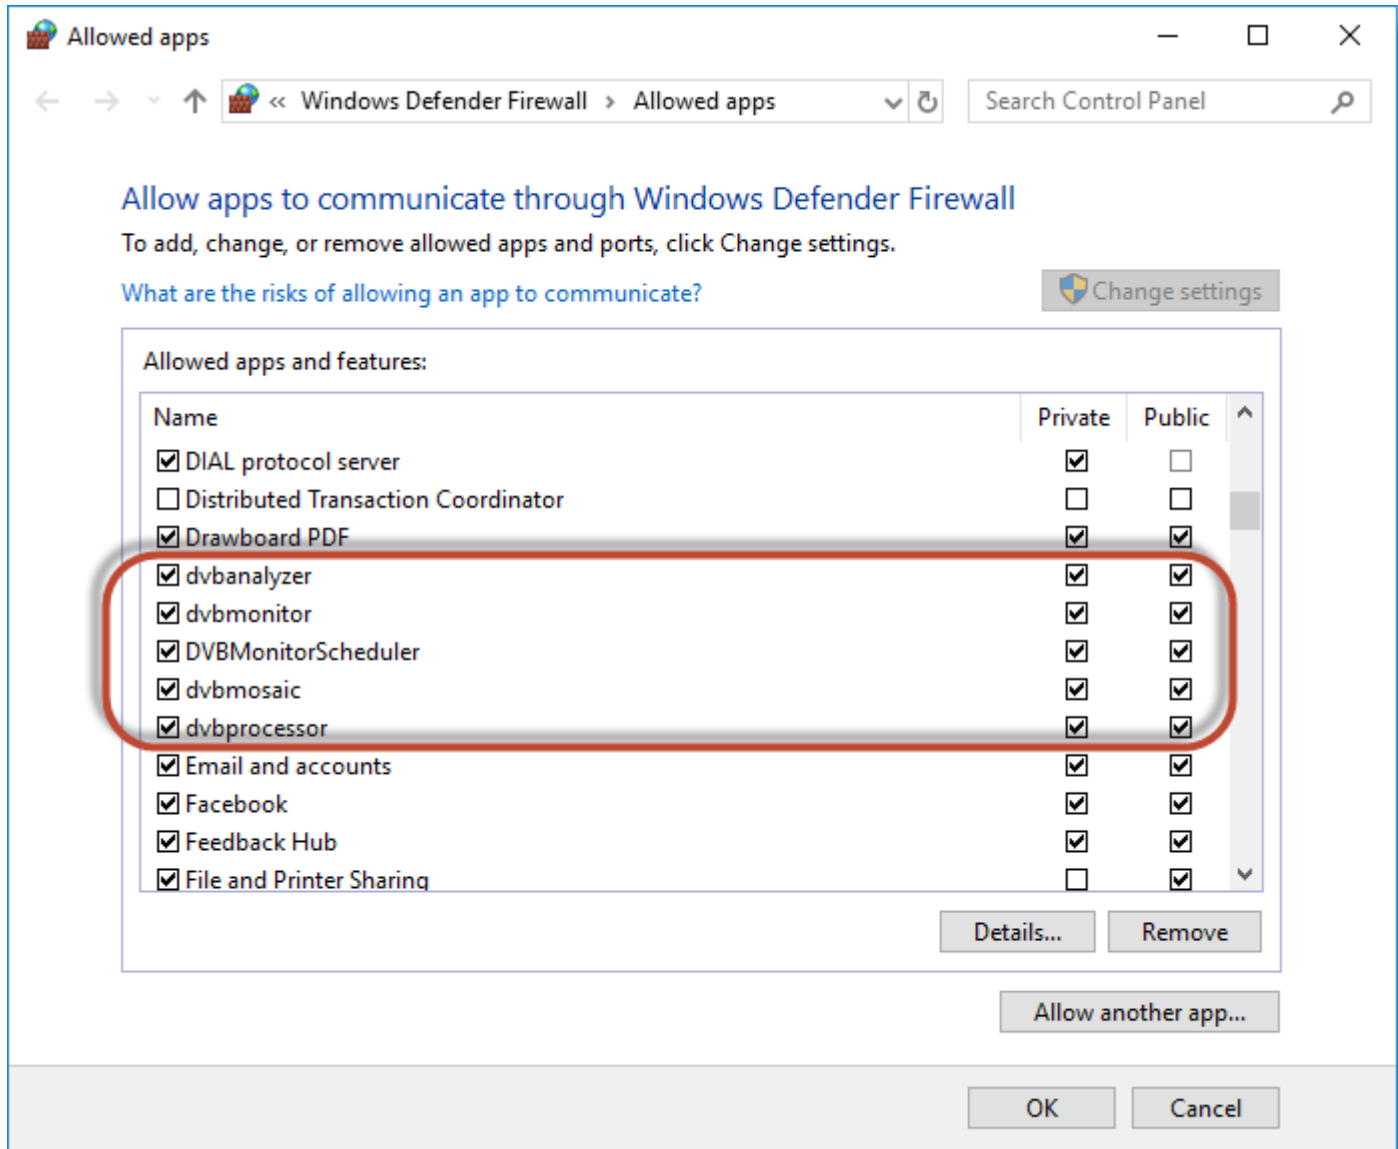 Allowed apps
« Windows Defender Firewall › Allowed apps
Search Control Panel
Allow apps to communicate through Windows Defender Firewall
To add, change, or remove allowed apps and ports, click Change settings.
What are the risks of allowing an app to communicate?
Change settings
Allowed apps and features:
Name Private Public
DIAL protocol server
Distributed Transaction Coordinator
Drawboard PDF
dvbanalyzer
dvbmonitor
DVBMonitorScheduler
dvbmosaic
dvbprocessor
Email and accounts
Facebook
Feedback Hub
File and Printer Sharing
Details... Remove
Allow another app...
OK Cancel